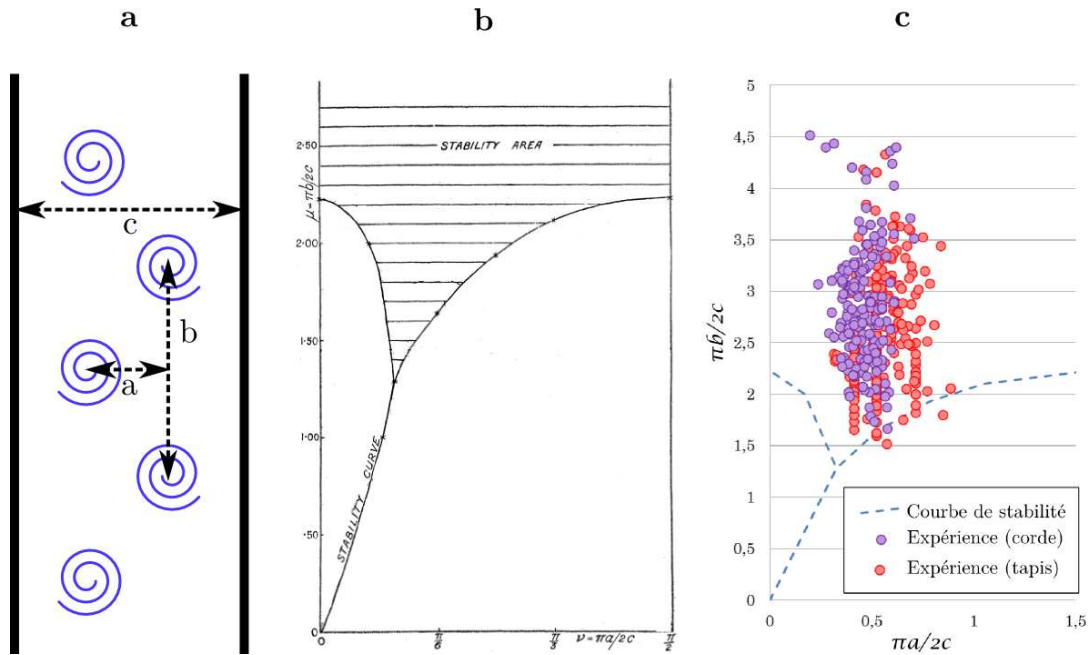 a
b
c
c
b
a
μ=πb/2c
2·50
2·00
1·50
1·00
·50
0
STABILITY AREA
STABILITY CURVE
0
π/6
π/3
ν=πa/2c
π/2
πb/2c
5
4,5
4
3,5
3
2,5
2
1,5
1
0,5
0
Courbe de stabilité
Expérience (corde)
Expérience (tapis)
0
0,5
1
1,5
πa/2c